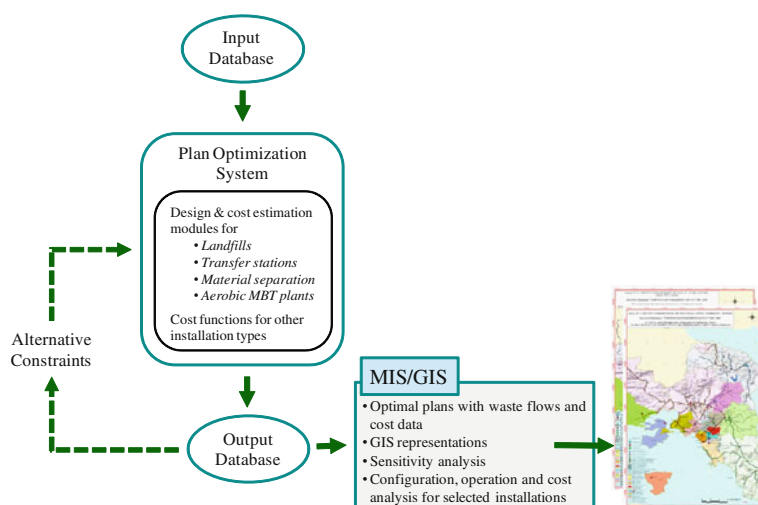 Input
Database
Plan Optimization
System
Design & cost estimation
modules for
• Landfills
• Transfer stations
• Material separation
• Aerobic MBT plants
Cost functions for other
installation types
Alternative
Constraints
Output
Database
MIS/GIS
• Optimal plans with waste flows and
cost data
• GIS representations
• Sensitivity analysis
• Configuration, operation and cost
analysis for selected installations